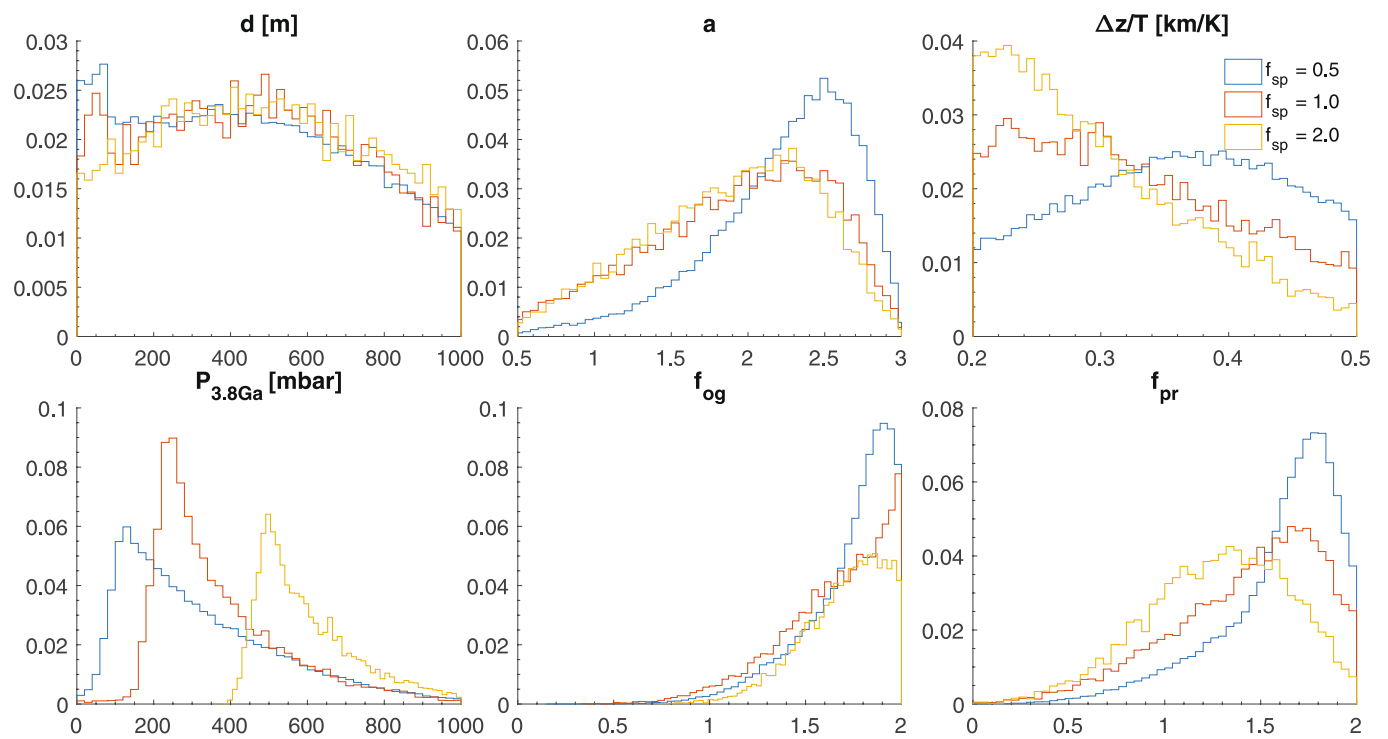 d [m]
0.03
0.025
0.02
0.015
0.01
0.005
0
0 200 400 600 800 1000
a
0.06
0.05
0.04
0.03
0.02
0.01
0
0.5 1 1.5 2 2.5 3
Δz/T [km/K]
0.04
0.03
0.02
0.01
0
0.2 0.3 0.4 0.5
f_sp = 0.5
f_sp = 1.0
f_sp = 2.0
P_3.8Ga [mbar]
0.1
0.08
0.06
0.04
0.02
0
0 200 400 600 800 1000
f_og
0.1
0.08
0.06
0.04
0.02
0
0 0.5 1 1.5 2
f_pr
0.08
0.06
0.04
0.02
0
0 0.5 1 1.5 2